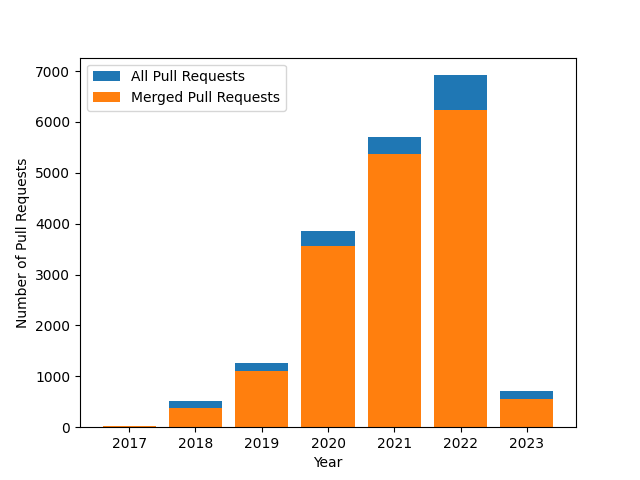 All Pull Requests
Merged Pull Requests
Number of Pull Requests
7000
6000
5000
4000
3000
2000
1000
0
2017 2018 2019 2020 2021 2022 2023
Year